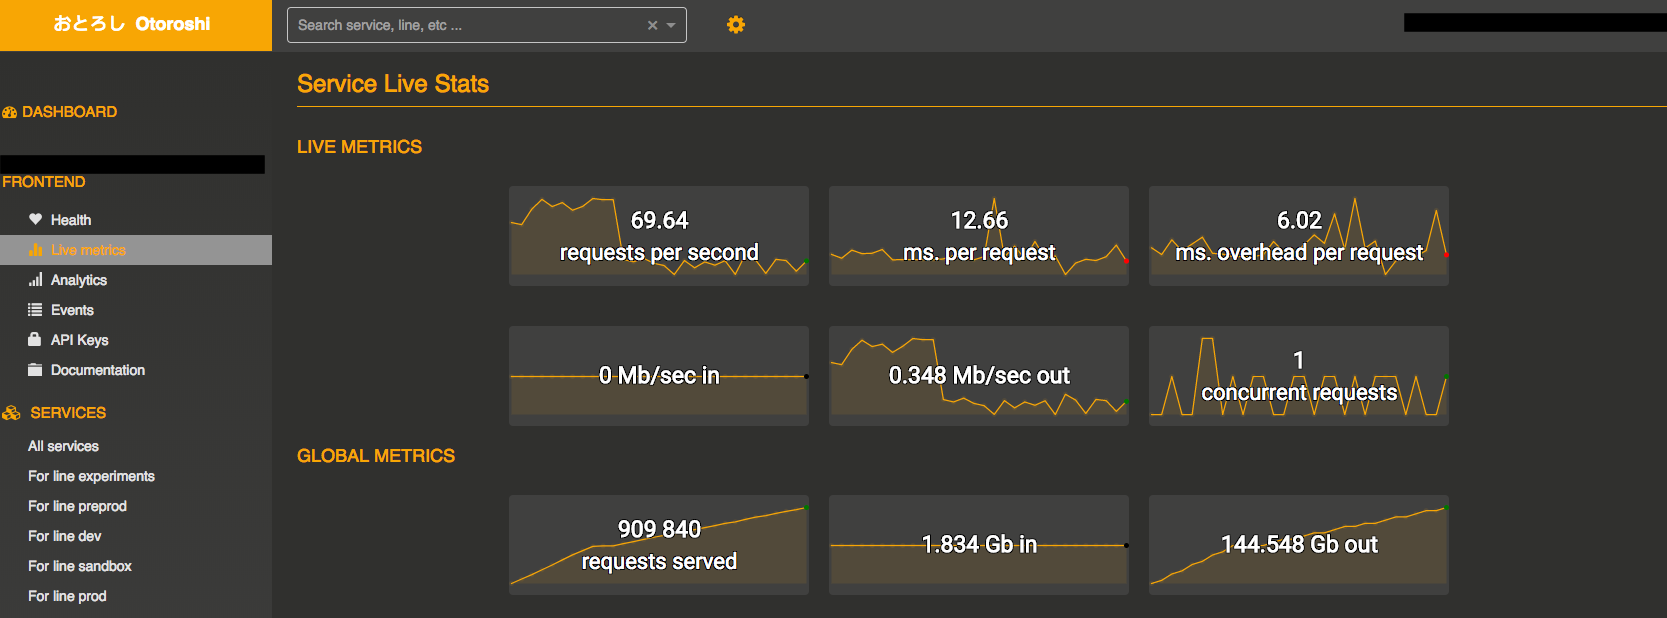 おとろし Otoroshi
Search service, line, etc ...
Service Live Stats
DASHBOARD
FRONTEND
Health
Live metrics
Analytics
Events
API Keys
Documentation
SERVICES
All services
For line experiments
For line preprod
For line dev
For line sandbox
For line prod
LIVE METRICS
69.64
requests per second
12.66
ms. per request
6.02
ms. overhead per request
0 Mb/sec in
0.348 Mb/sec out
1
concurrent requests
GLOBAL METRICS
909 840
requests served
1.834 Gb in
144.548 Gb out